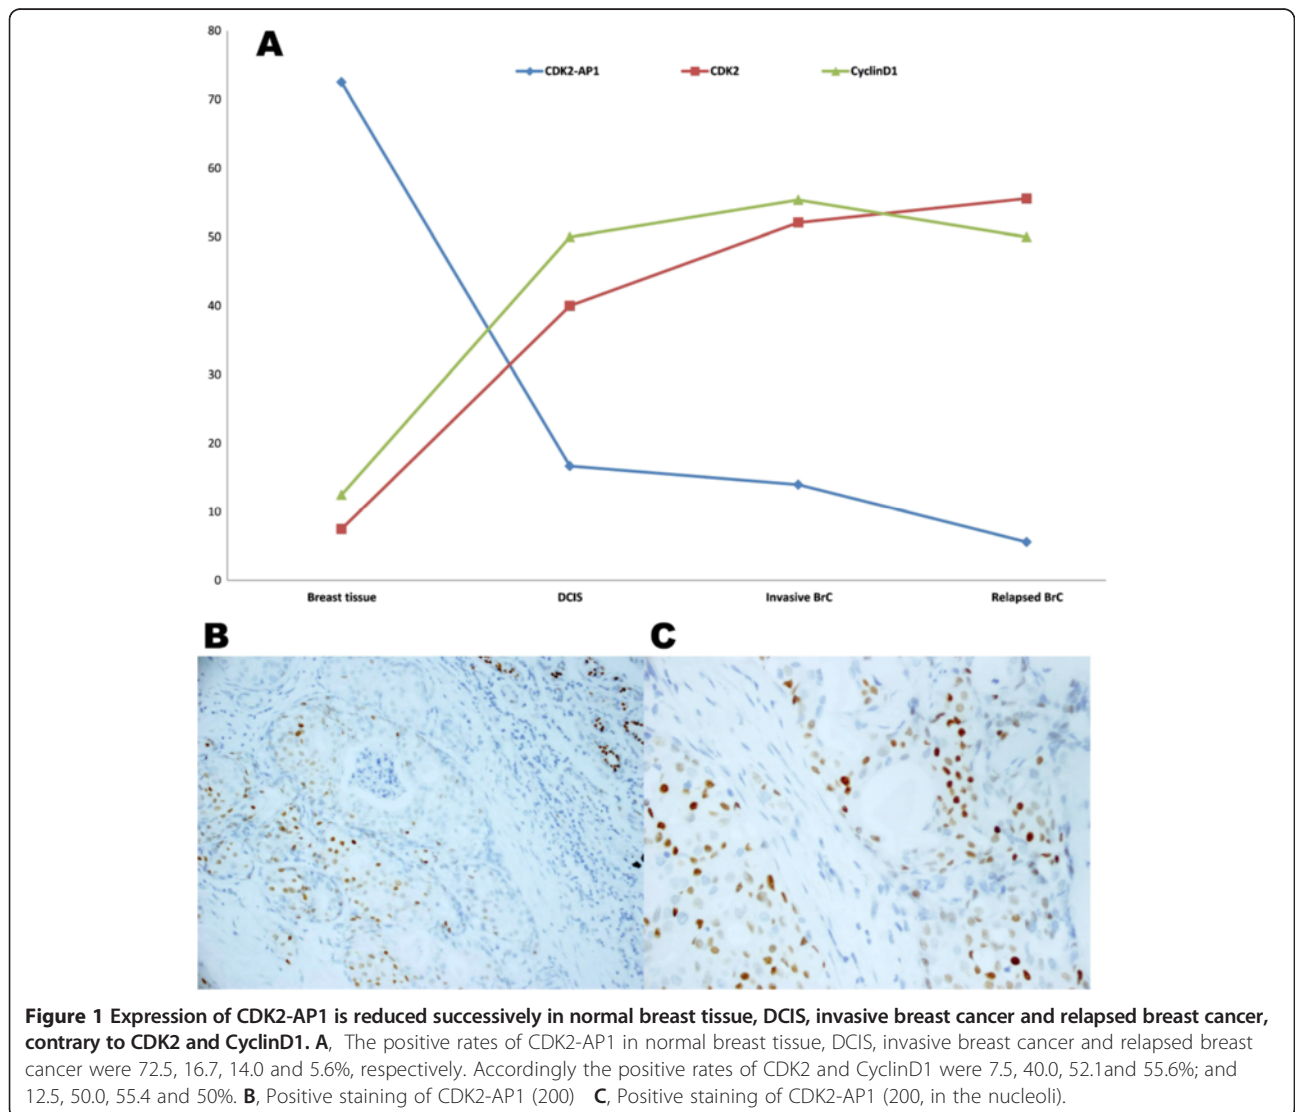 A
80
70
60
50
40
30
20
10
0
CDK2-AP1 CDK2 CyclinD1
Breast tissue DCIS Invasive BrC Relapsed BrC
B C
Figure 1 Expression of CDK2-AP1 is reduced successively in normal breast tissue, DCIS, invasive breast cancer and relapsed breast cancer,
contrary to CDK2 and CyclinD1. A, The positive rates of CDK2-AP1 in normal breast tissue, DCIS, invasive breast cancer and relapsed breast
cancer were 72.5, 16.7, 14.0 and 5.6%, respectively. Accordingly the positive rates of CDK2 and CyclinD1 were 7.5, 40.0, 52.1and 55.6%; and
12.5, 50.0, 55.4 and 50%. B, Positive staining of CDK2-AP1 (200) C, Positive staining of CDK2-AP1 (200, in the nucleoli).